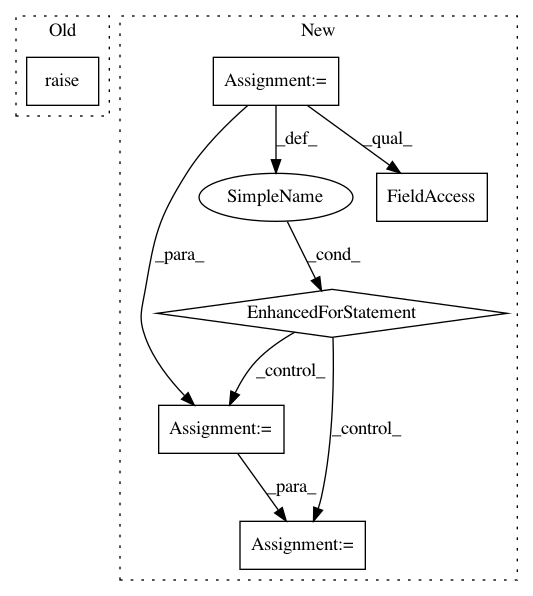 Old
New
raise
Assignment:=
_def_
_qual_
SimpleName
FieldAccess
_para_
_cond_
EnhancedForStatement
_control_
_control_
Assignment:=
_para_
Assignment:=